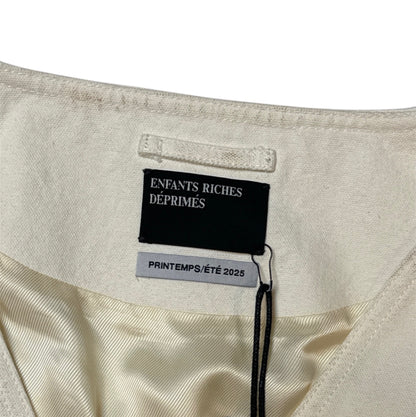 ENFANTS RICHES
DÉPRIMÉS
PRINTEMPS/ÉTÉ 2025